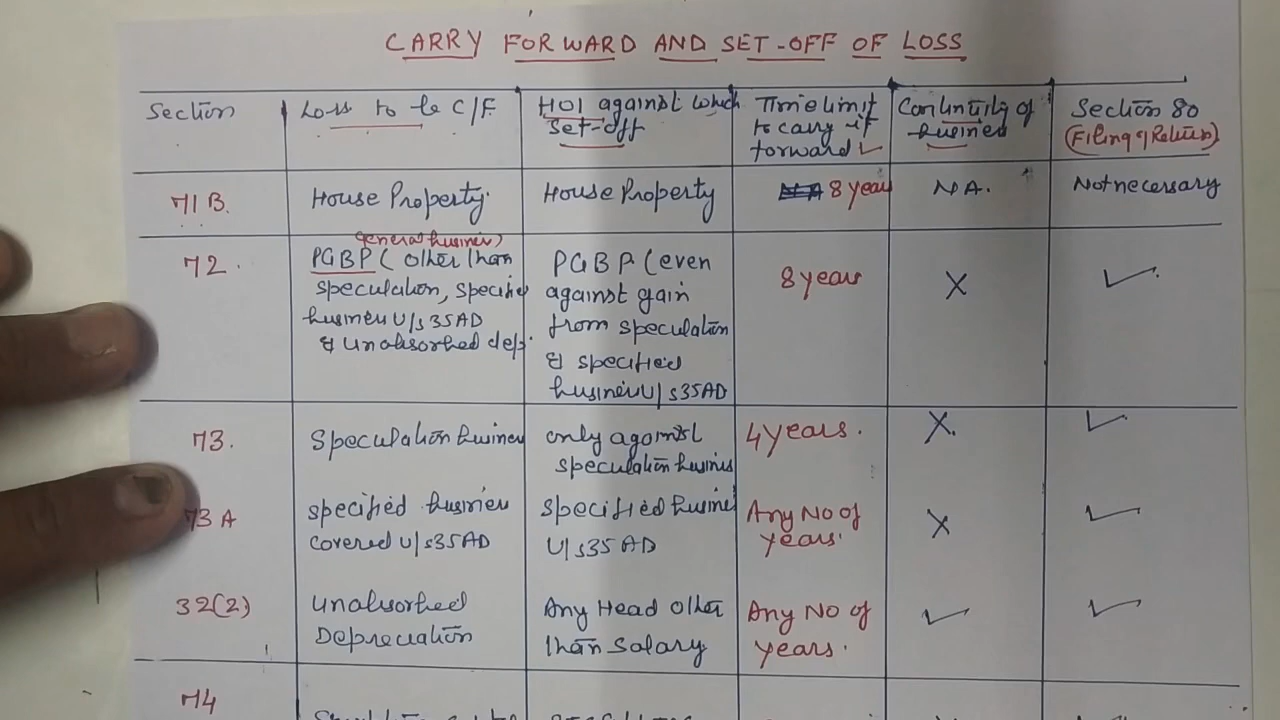 CARRY FORWARD AND SET-OFF OF LOSS
Section
Loss to be C/F
HOI against which
set-off
Time limit
to carry it
forward
Continuity of
business
Section 80
(Filing of Return)
71 B.
House Property.
House Property
8 years
NA.
Not necessary
72.
general business
PGBP ( other than
speculation, specified
business U/s 35AD
& unabsorbed dep.
PGBP (even
against gain
from speculation
& specified
business U/s 35AD
8 years
X
✓
73.
Speculation business
only against
speculation business
4 years.
X.
✓
73 A
specified business
covered U/s 35AD
specified business
U/s 35 AD
Any No of
years.
X
✓
32(2)
unabsorbed
Depreciation
Any Head other
than salary
Any No of
years.
✓
✓
74